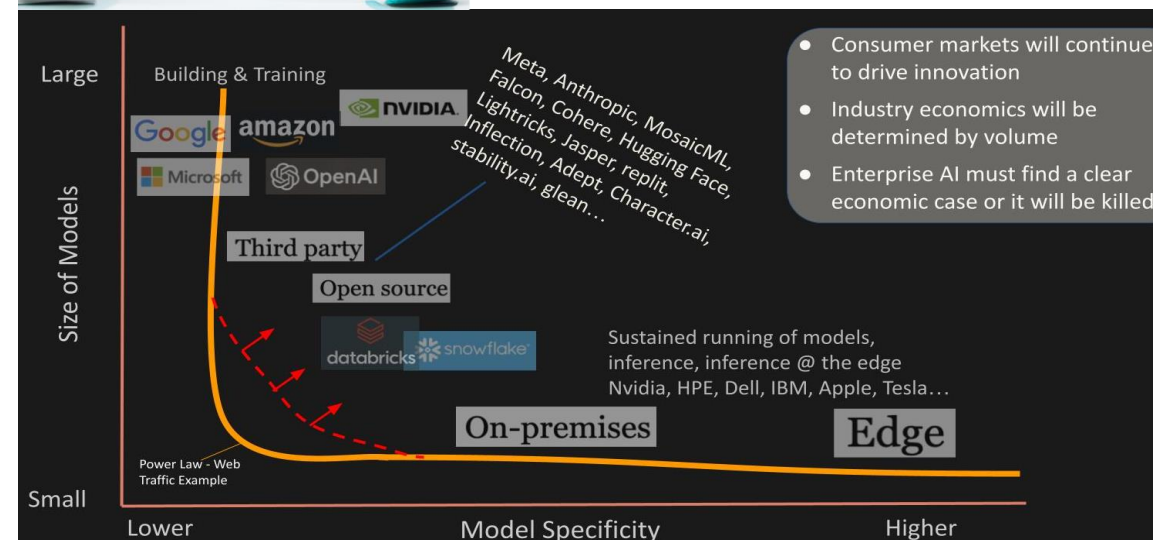 Large
Building & Training
Google
amazon
NVIDIA
Microsoft
OpenAI
Meta, Anthropic, MosaicML,
Falcon, Cohere, Hugging Face,
Lightricks, Jasper, replit,
Inflection, Adept, Character.ai,
stability.ai, glean…
● Consumer markets will continue
to drive innovation
● Industry economics will be
determined by volume
● Enterprise AI must find a clear
economic case or it will be killed
Size of Models
Third party
Open source
databricks
snowflake
Sustained running of models,
inference, inference @ the edge
Nvidia, HPE, Dell, IBM, Apple, Tesla…
On-premises
Edge
Power Law - Web
Traffic Example
Small
Lower
Model Specificity
Higher